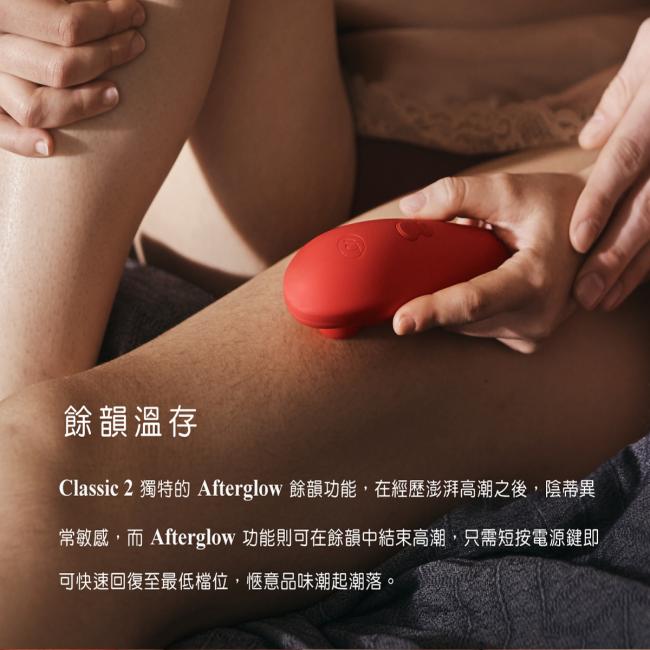 餘韻溫存
Classic 2 獨特的 Afterglow 餘韻功能，在經歷澎湃高潮之後，陰蒂異
常敏感，而 Afterglow 功能則可在餘韻中結束高潮，只需短按電源鍵即
可快速回復至最低檔位，愜意品味潮起潮落。